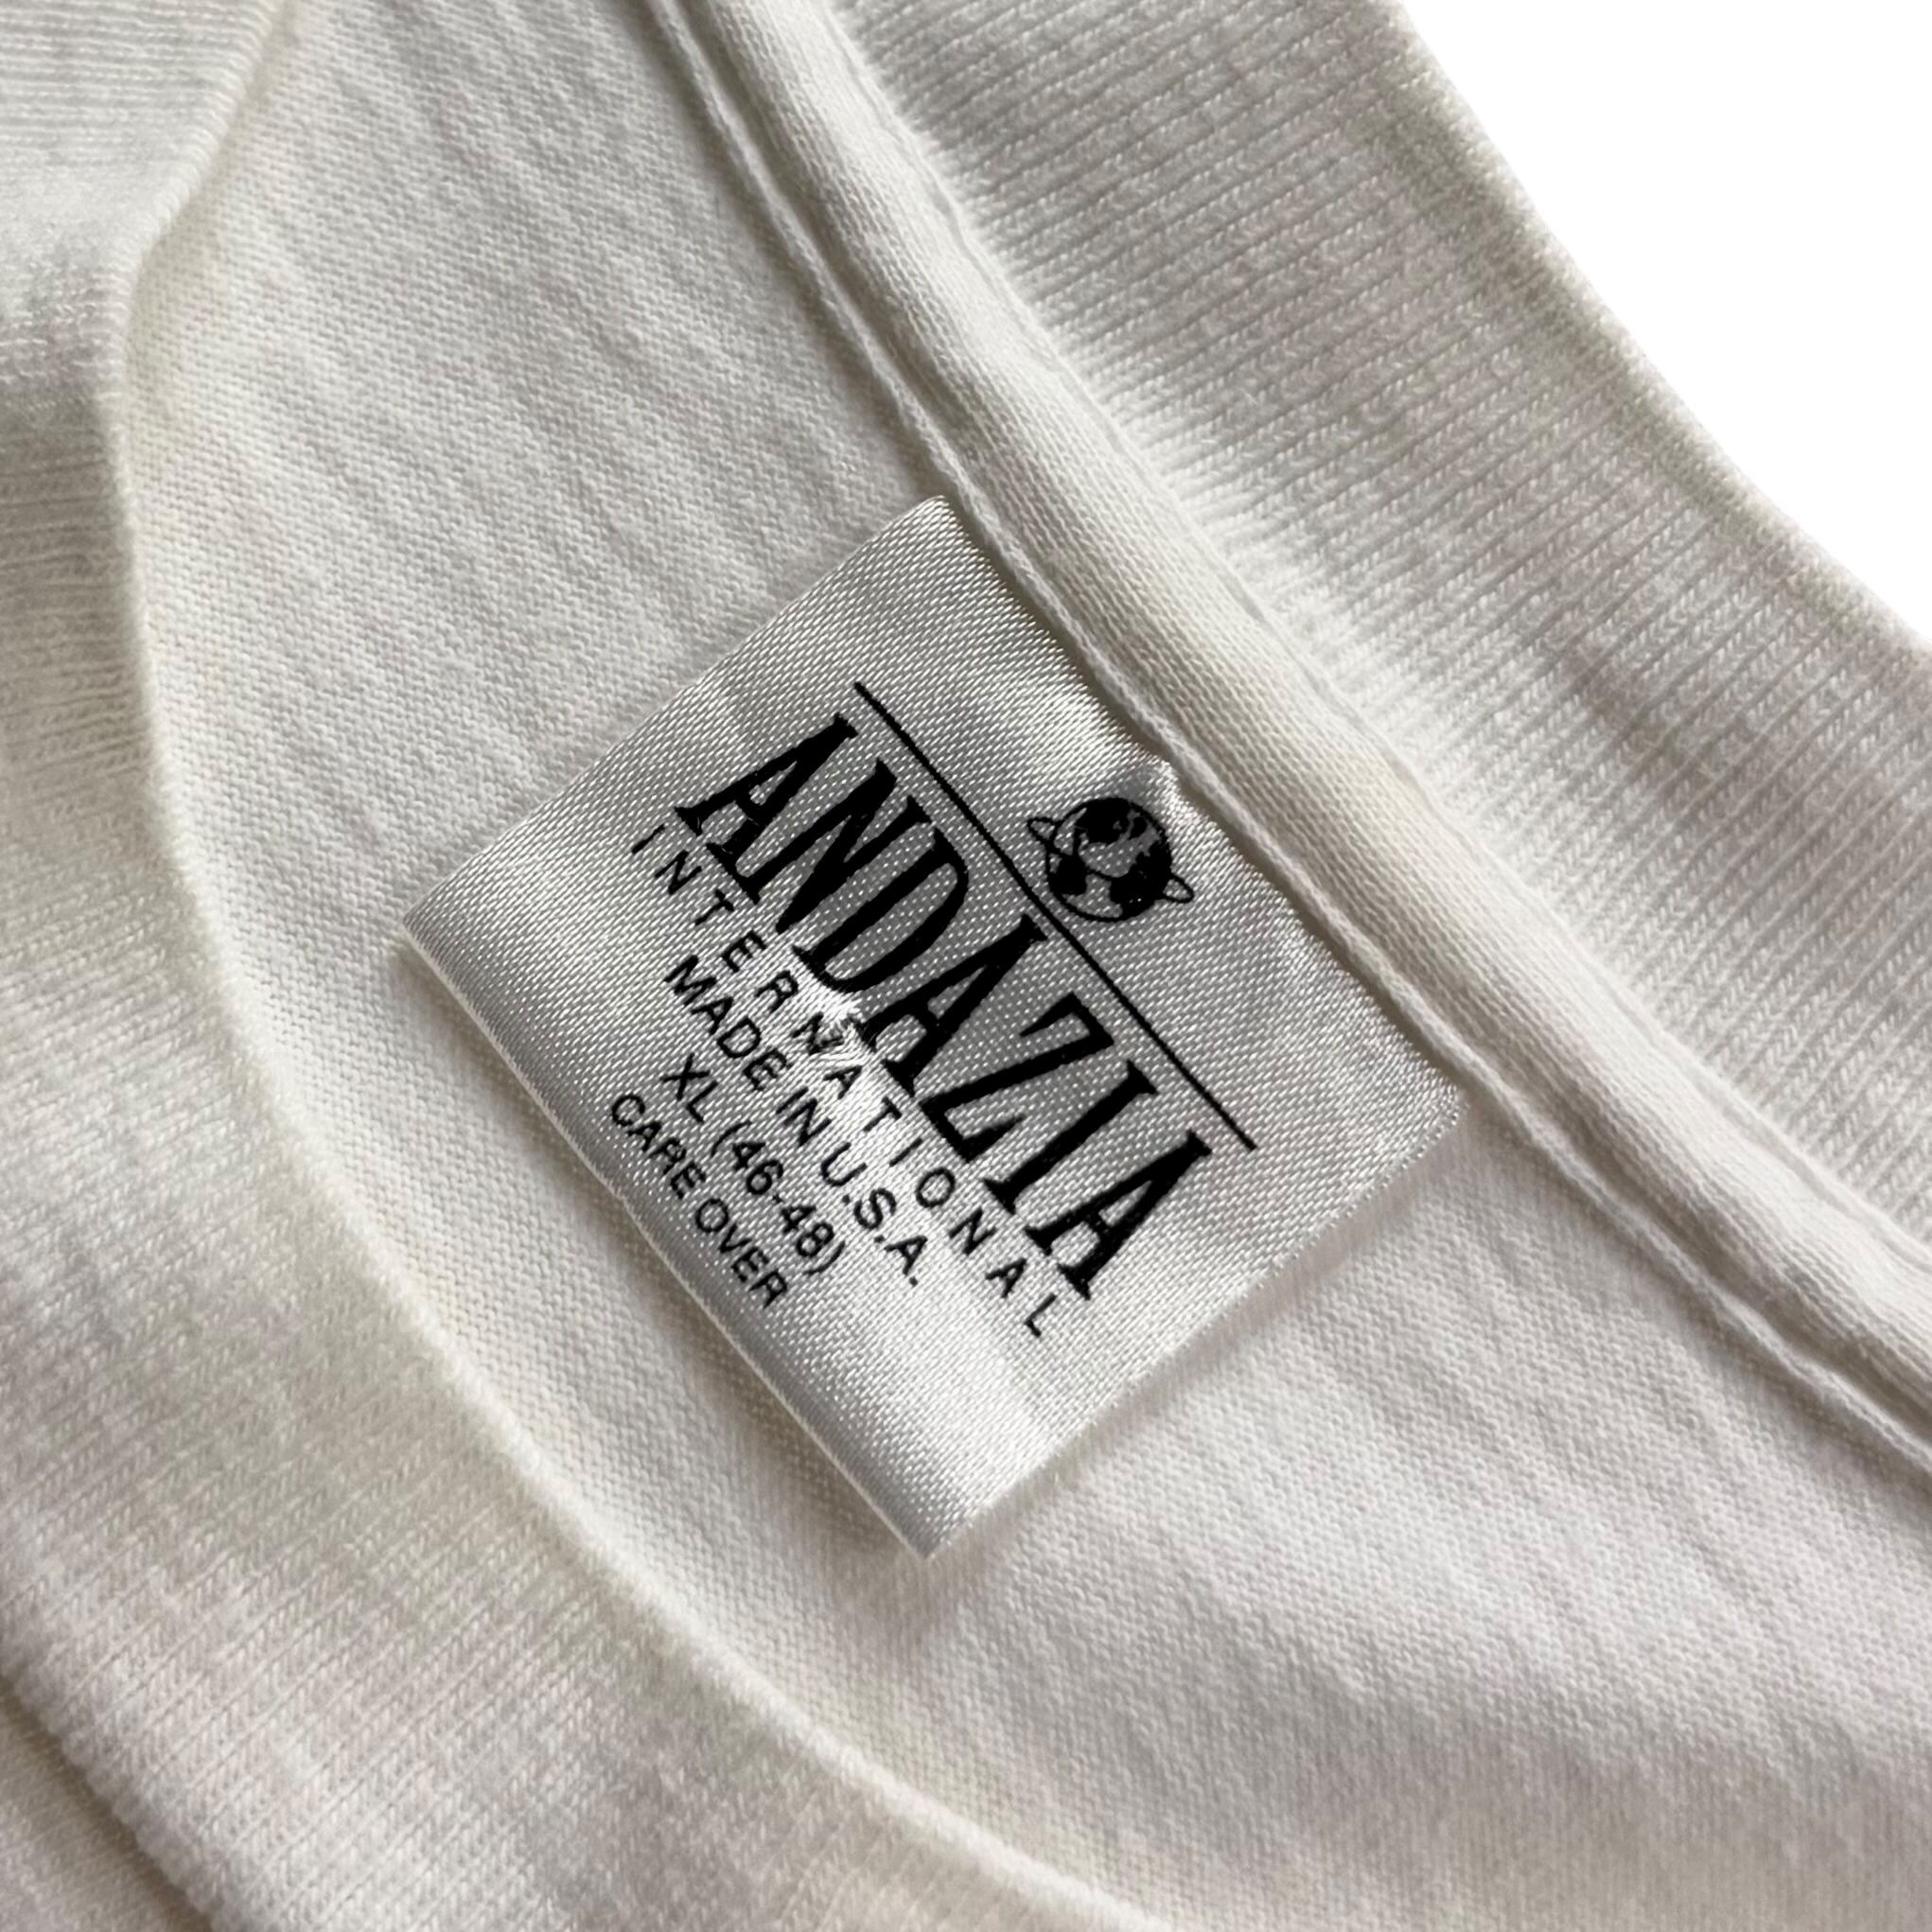 ANDAZIA
INTERNATIONAL
MADE IN U.S.A.
XL (46-48)
CARE OVER